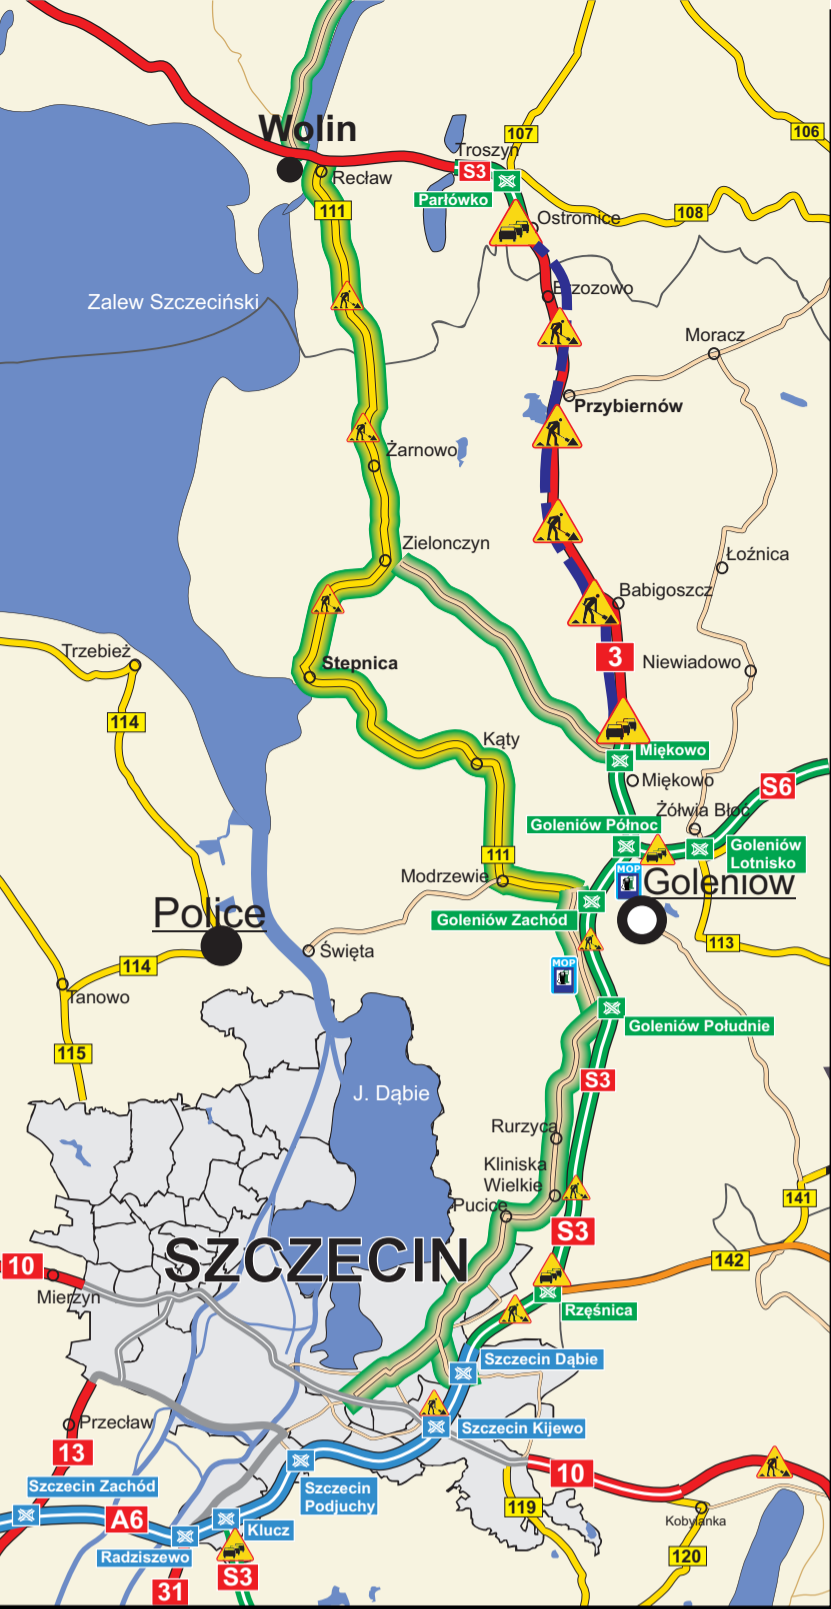 Wolin
107
106
Troszyn
S3
Recław
Parłówko
111
108
Ostromice
Brzozowo
Zalew Szczeciński
Moracz
Przybiernów
Żarnowo
Zielonczyn
Łoźnica
Babigoszcz
3
Niewiadowo
Trzebież
Stepnica
114
Kąty
Miękowo
Miękowo
S6
Żółwia Błoć
Goleniów Północ
Goleniów
Lotnisko
111
MOP
Modrzewie
Goleniów
Police
Goleniów Zachód
113
Święta
114
MOP
Tanowo
Goleniów Południe
115
S3
J. Dąbie
Rurzyca
Kliniska
Wielkie
Pucice
141
S3
SZCZECIN
142
10
Mierzyn
Rzęśnica
Szczecin Dąbie
Przecław
Szczecin Kijewo
13
10
Szczecin Zachód
Szczecin
Podjuchy
119
A6
Klucz
Kobylanka
Radziszewo
120
S3
31